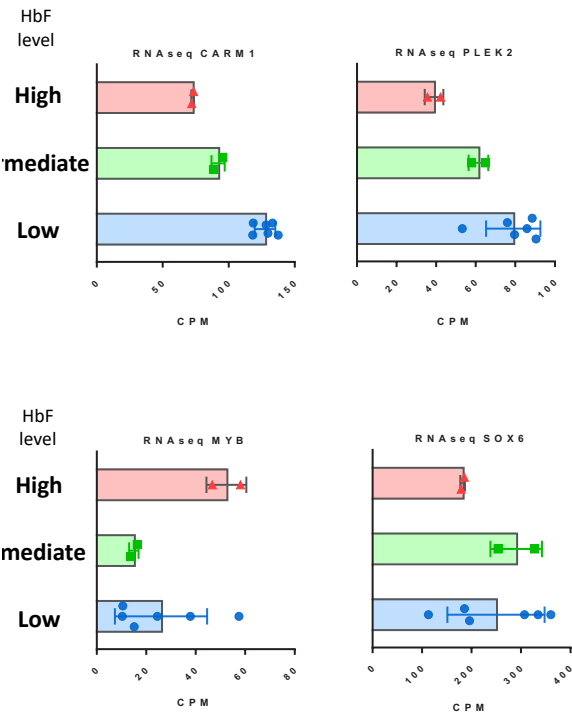 HbF
level
RNAseq CARM1
RNAseq PLEK2
High
rmediate
Low
0 50 100 150
0 20 40 60 80 100
CPM
CPM
HbF
level
RNAseq MYB
RNAseq SOX6
High
mediate
Low
0 20 40 60 80
0 100 200 300 400
CPM
CPM